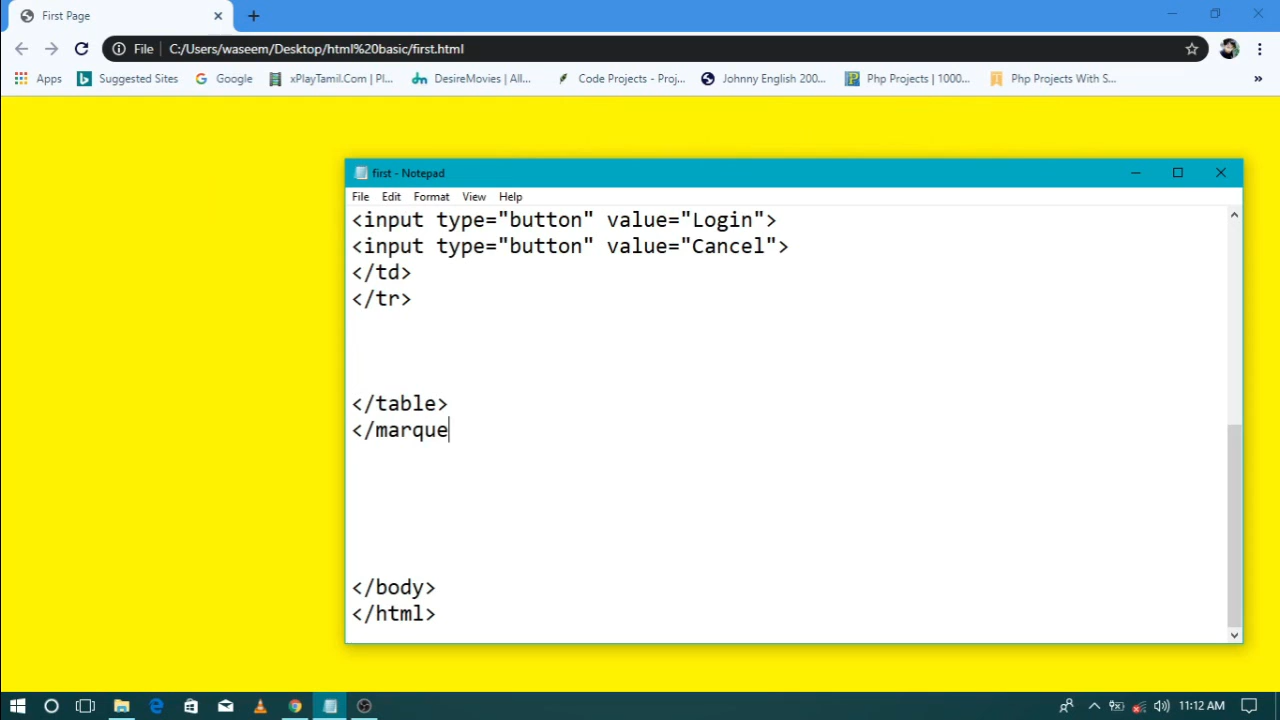 First Page
File C:/Users/waseem/Desktop/html%20basic/first.html
Apps Suggested Sites Google xPlayTamil.Com | Pl... DesireMovies | All... Code Projects - Proj... Johnny English 200... Php Projects | 1000... Php Projects With S... »
first - Notepad
File Edit Format View Help
<input type="button" value="Login">
<input type="button" value="Cancel">
</td>
</tr>
</table>
</marque
</body>
</html>
11:12 AM